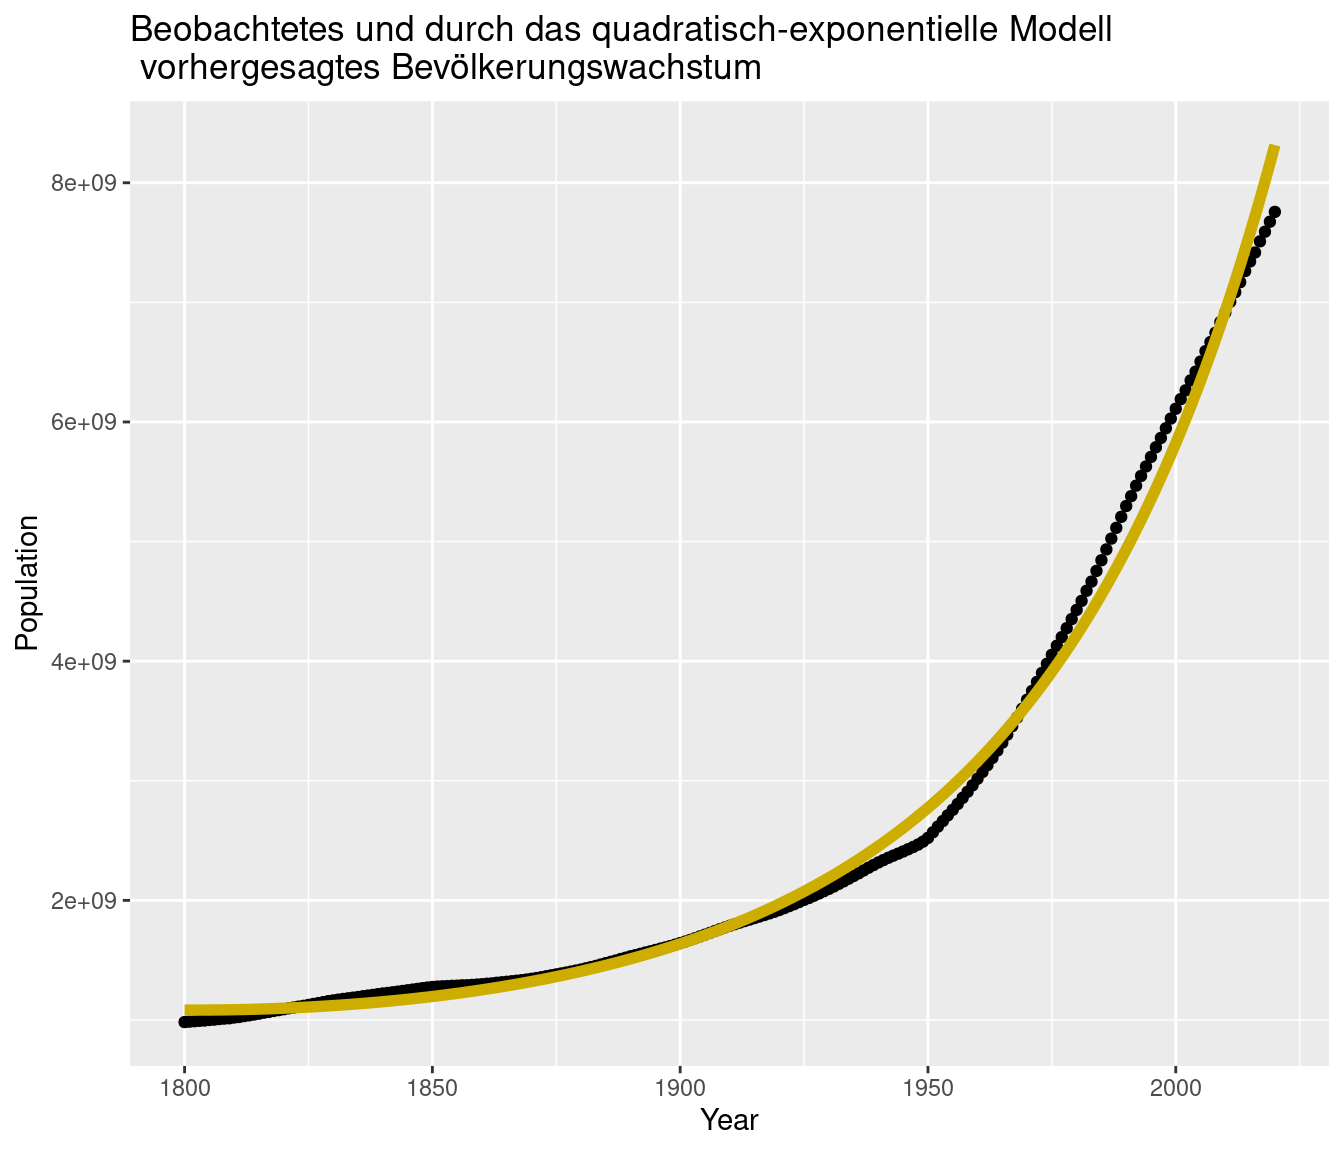 Beobachtetes und durch das quadratisch-exponentielle Modell
vorhergesagtes Bevölkerungswachstum
8e+09
6e+09
4e+09
2e+09
Population
1800 1850 1900 1950 2000
Year